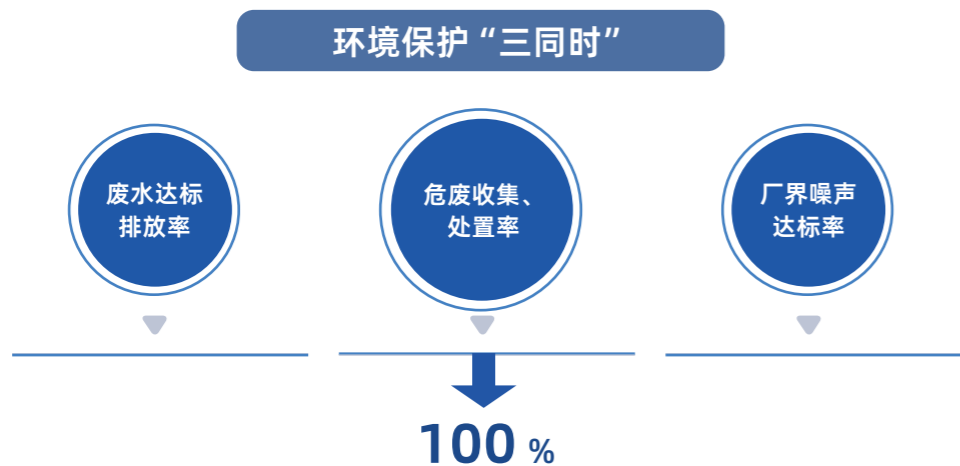 环境保护“三同时”
废水达标
排放率
危废收集、
处置率
厂界噪声
达标率
100 %